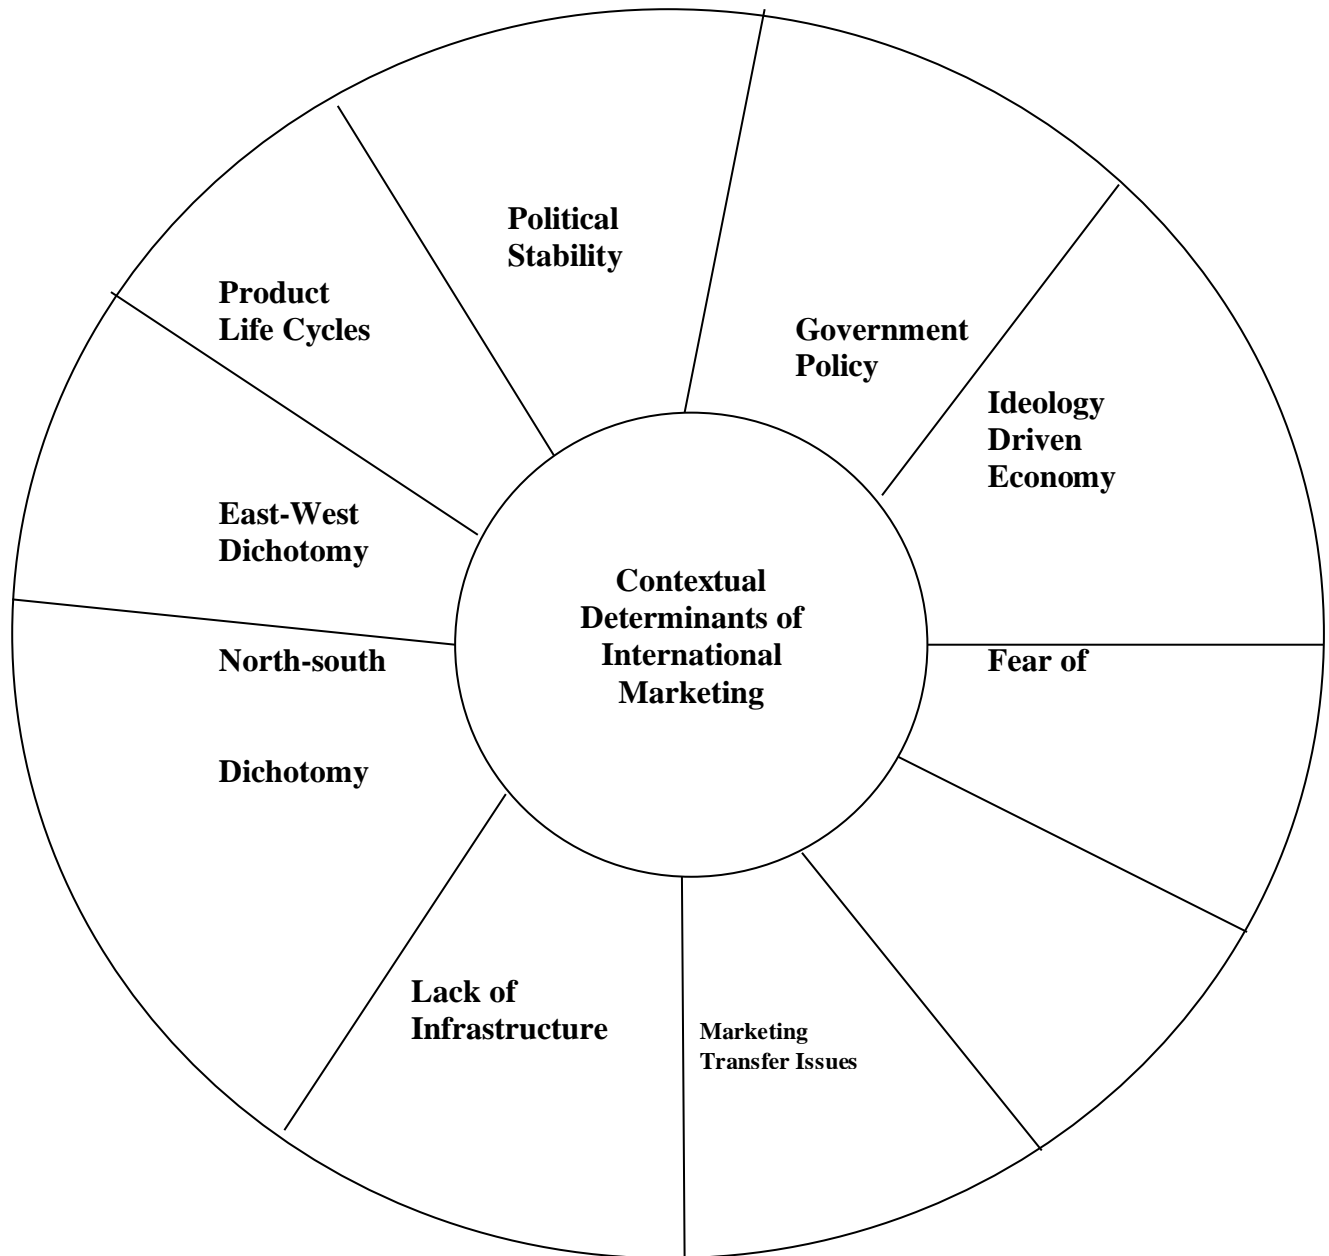 Political
Stability
Product
Life Cycles
Government
Policy
Ideology
Driven
Economy
East-West
Dichotomy
Contextual
Determinants of
International
Marketing
North-south
Dichotomy
Fear of
Lack of
Infrastructure
Marketing
Transfer Issues